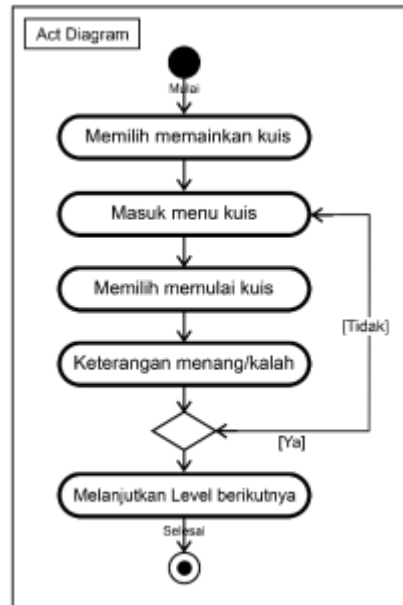 Act Diagram
Mulai
Memilih memainkan kuis
Masuk menu kuis
Memilih memulai kuis
[Tidak]
Keterangan menang/kalah
[Ya]
Melanjutkan Level berikutnya
Selesai